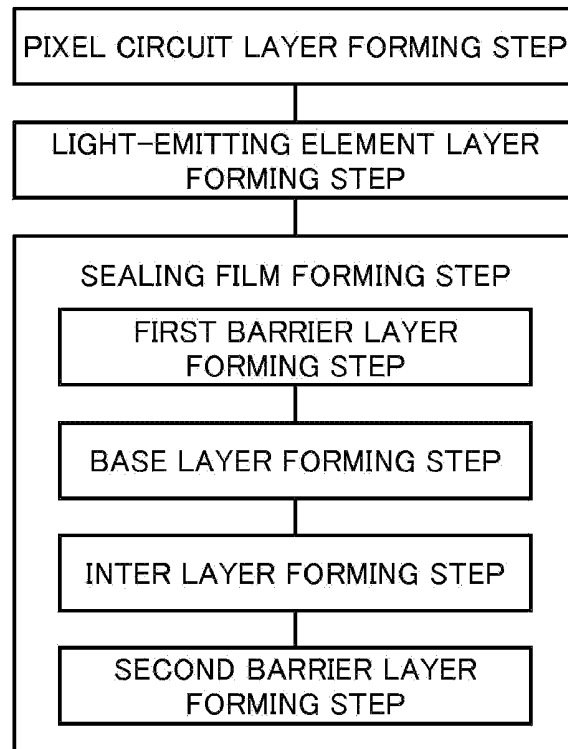 PIXEL CIRCUIT LAYER FORMING STEP
LIGHT-EMITTING ELEMENT LAYER
FORMING STEP
SEALING FILM FORMING STEP
FIRST BARRIER LAYER
FORMING STEP
BASE LAYER FORMING STEP
INTER LAYER FORMING STEP
SECOND BARRIER LAYER
FORMING STEP